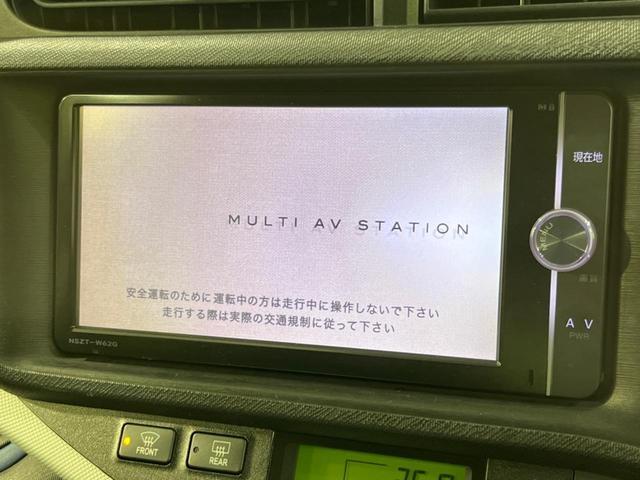 現在地
MULTI AV STATION
MENU
画質
安全運転のために運転中の方は走行中に操作しないで下さい
走行する際は実際の交通規制に従って下さい
AV
PWR
NSZT-W62G
FRONT
REAR